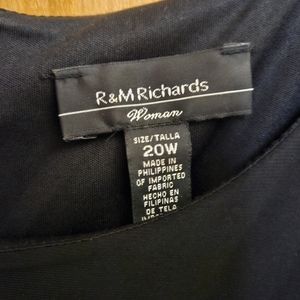 R&M Richards
Woman
SIZE/TALLA
20W
MADE IN
PHILIPPINES
OF IMPORTED
FABRIC
HECHO EN
FILIPINAS
DE TELA